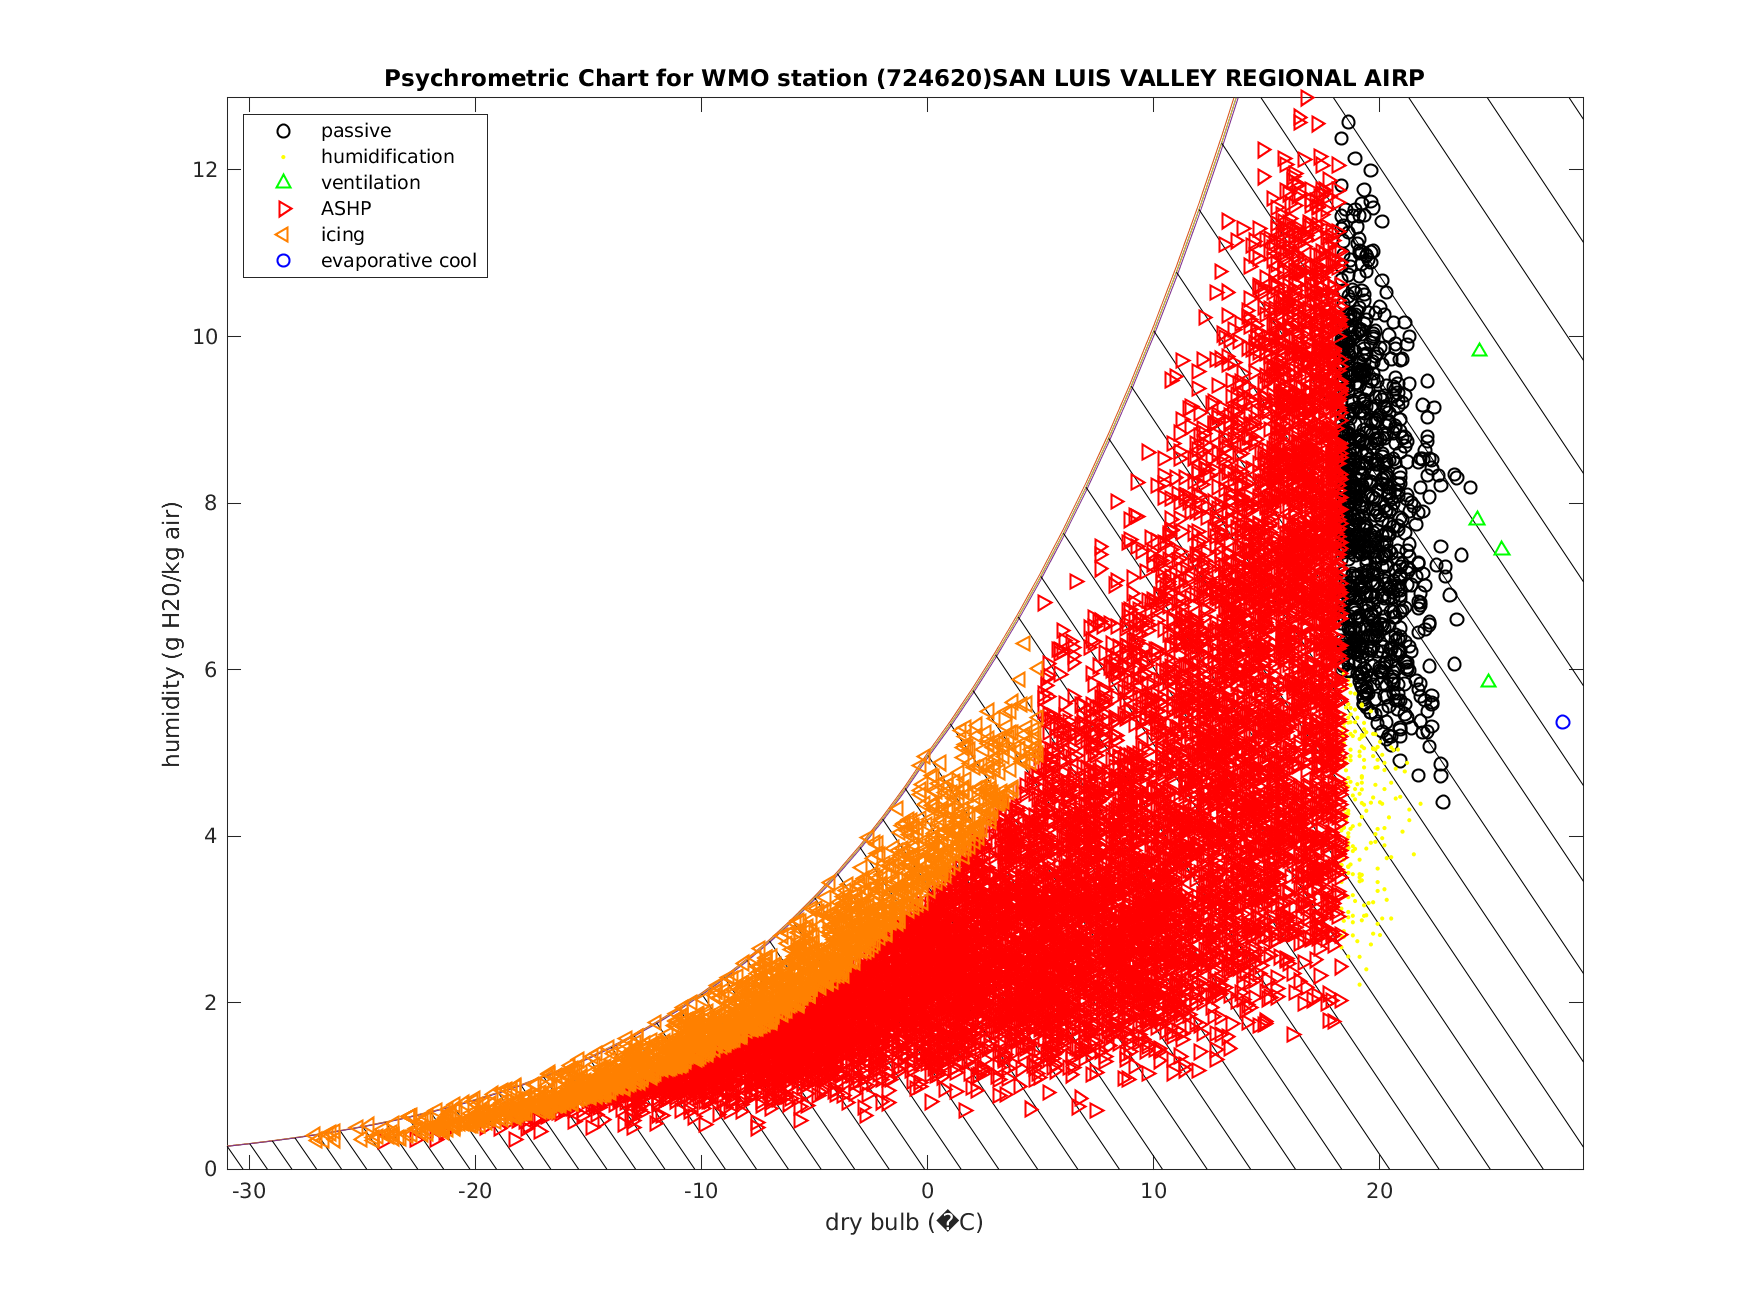 Psychrometric Chart for WMO station (724620)SAN LUIS VALLEY REGIONAL AIRP
passive
humidification
ventilation
ASHP
icing
evaporative cool
humidity (g H20/kg air)
12
10
8
6
4
2
0
-30 -20 -10 0 10 20
dry bulb (�C)